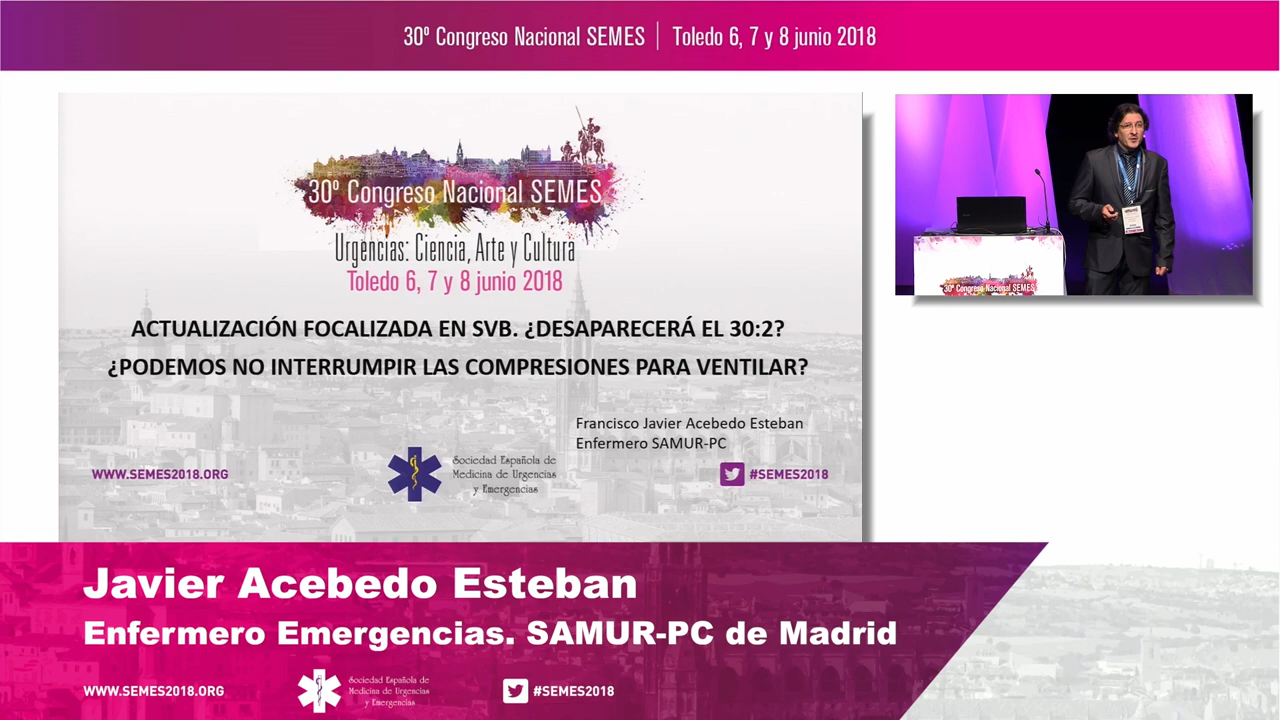 30º Congreso Nacional SEMES | Toledo 6, 7 y 8 junio 2018
30º Congreso Nacional SEMES
Urgencias: Ciencia, Arte y Cultura
Toledo 6, 7 y 8 junio 2018
ACTUALIZACIÓN FOCALIZADA EN SVB. ¿DESAPARECERÁ EL 30:2?
¿PODEMOS NO INTERRUMPIR LAS COMPRESIONES PARA VENTILAR?
Francisco Javier Acebedo Esteban
Enfermero SAMUR-PC
WWW.SEMES2018.ORG
Sociedad Española de
Medicina de Urgencias
y Emergencias
#SEMES2018
30º Congreso Nacional SEMES
Javier Acebedo Esteban
Enfermero Emergencias. SAMUR-PC de Madrid
WWW.SEMES2018.ORG
Sociedad Española de
Medicina de Urgencias
y Emergencias
#SEMES2018